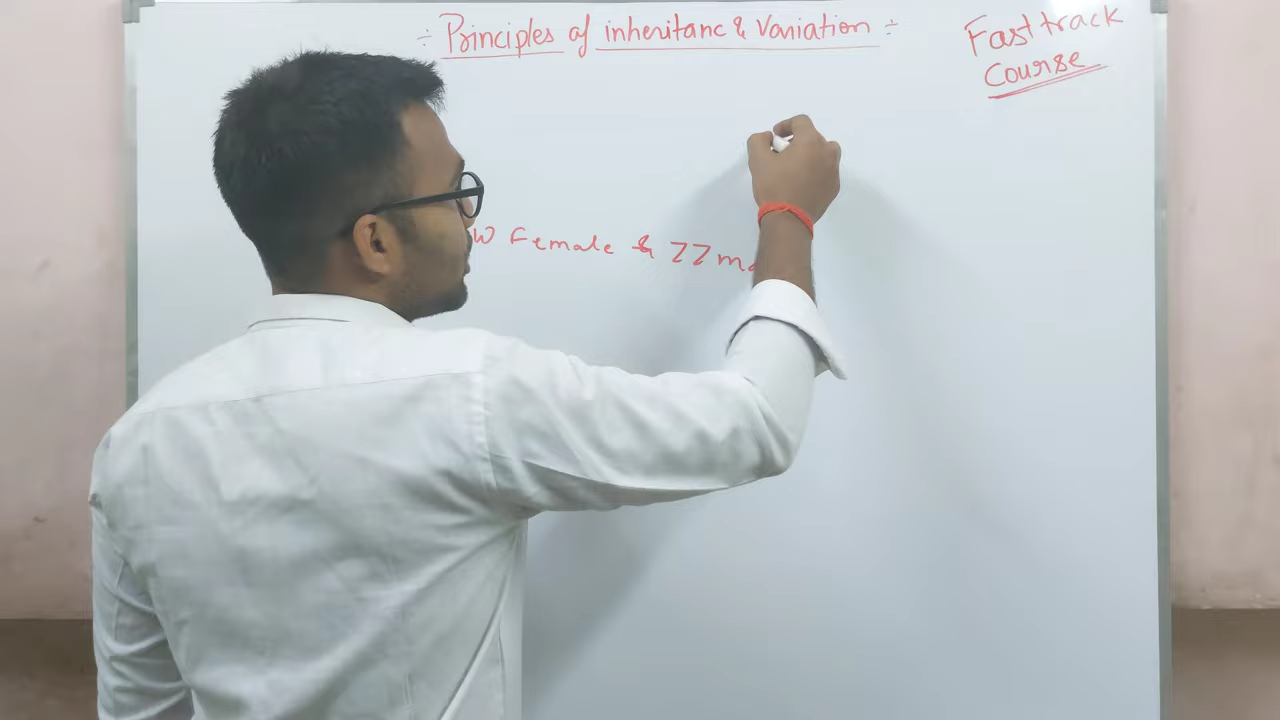 ÷ Principles of inheritanc & Variation ÷
Fast track
Course
W Female & ZZ